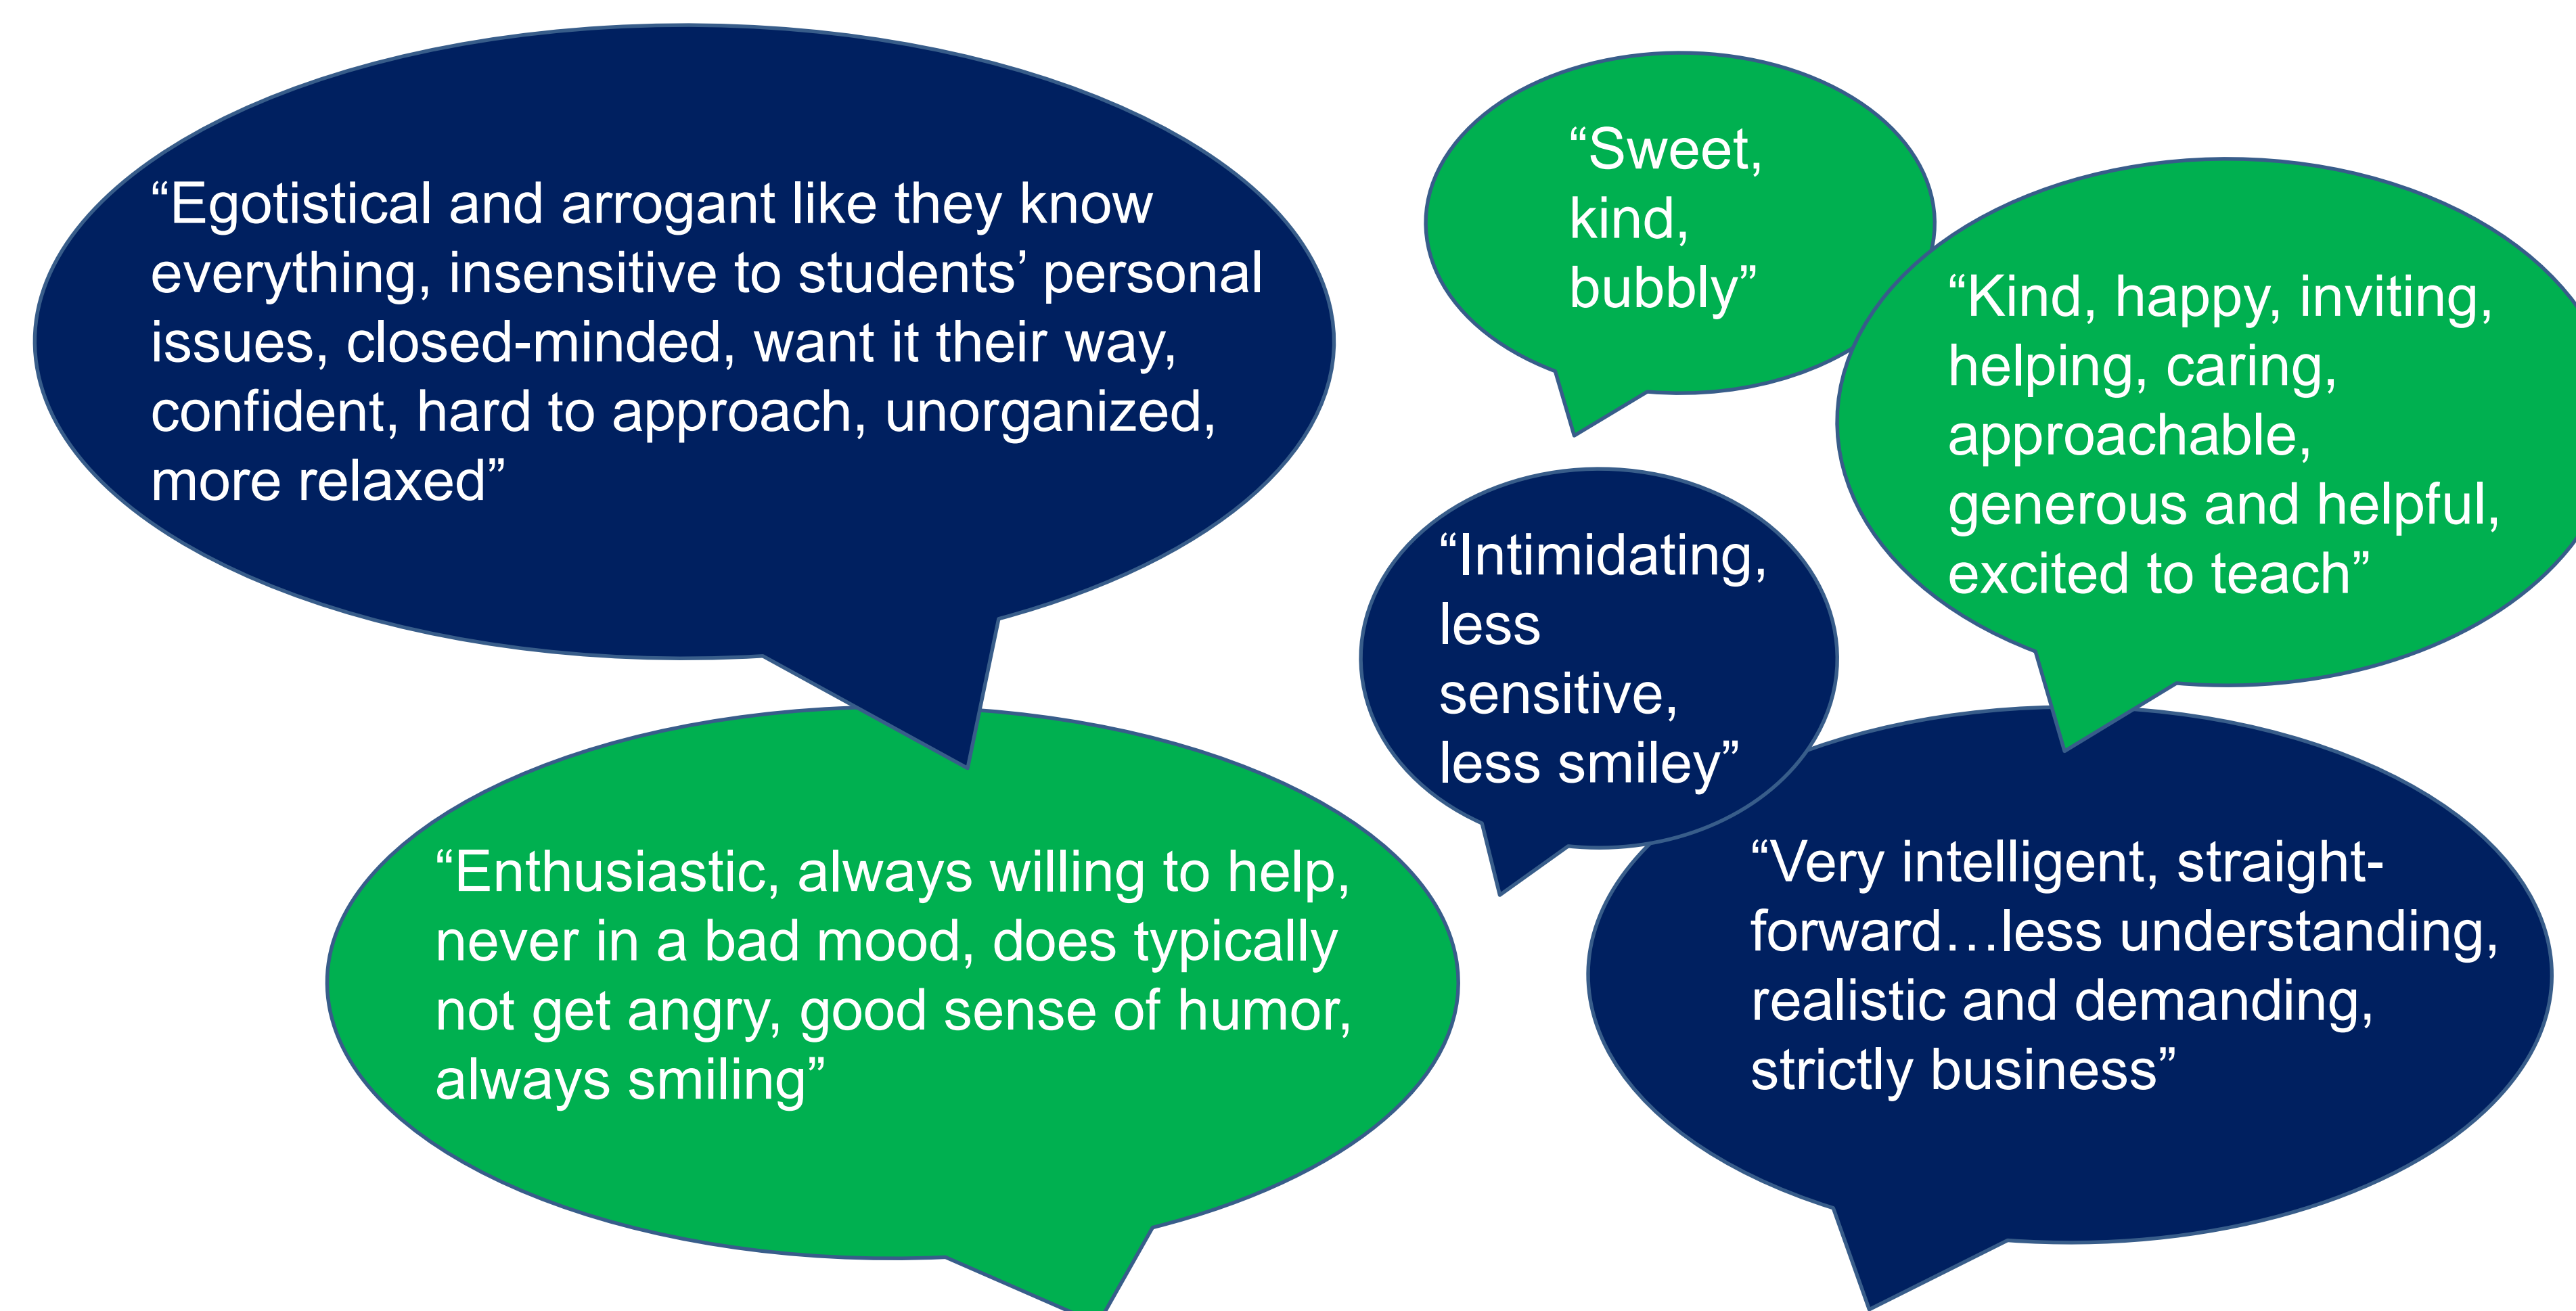 “Egotistical and arrogant like they know
everything, insensitive to students’ personal
issues, closed-minded, want it their way,
confident, hard to approach, unorganized,
more relaxed”
“Sweet,
kind,
bubbly”
“Kind, happy, inviting,
helping, caring,
approachable,
generous and helpful,
excited to teach”
“Intimidating,
less
sensitive,
less smiley”
“Enthusiastic, always willing to help,
never in a bad mood, does typically
not get angry, good sense of humor,
always smiling”
“Very intelligent, straight-
forward…less understanding,
realistic and demanding,
strictly business”